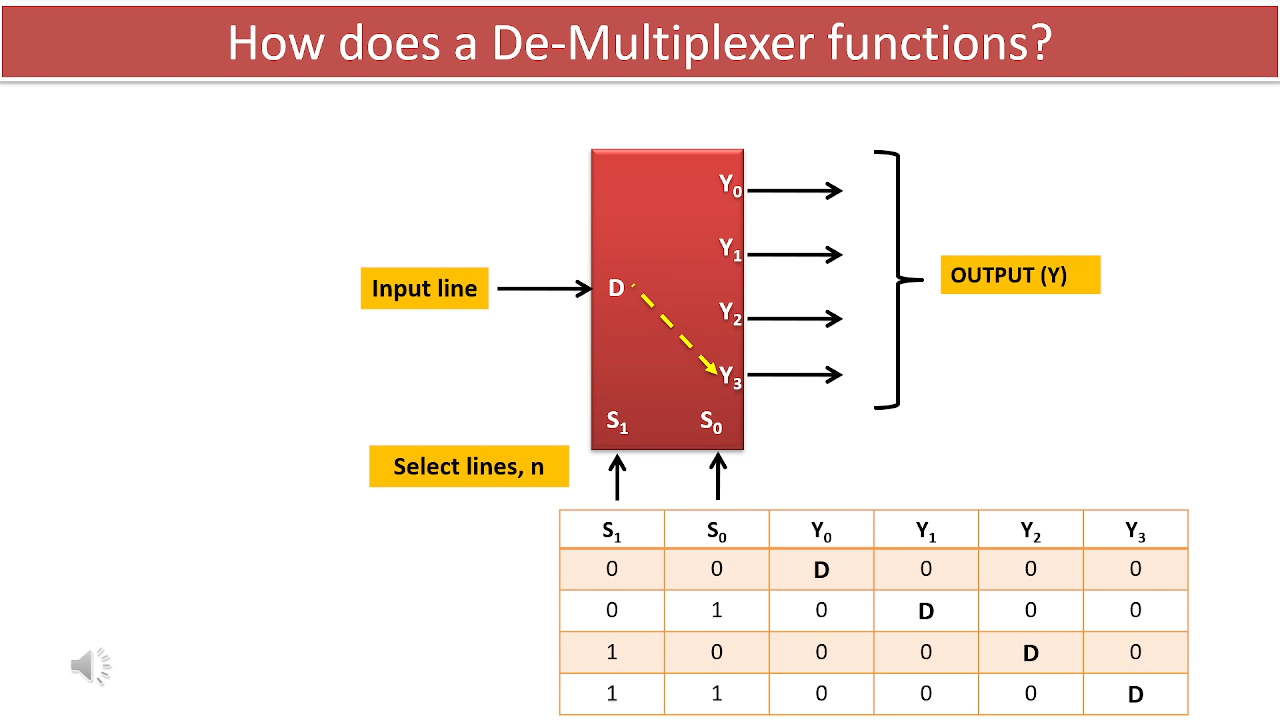 How does a De-Multiplexer functions?
Y0
Y1
Input line
D
OUTPUT (Y)
Y2
Y3
S1 S0
Select lines, n
S1 S0 Y0 Y1 Y2 Y3
0 0 D 0 0 0
0 1 0 D 0 0
1 0 0 0 D 0
1 1 0 0 0 D